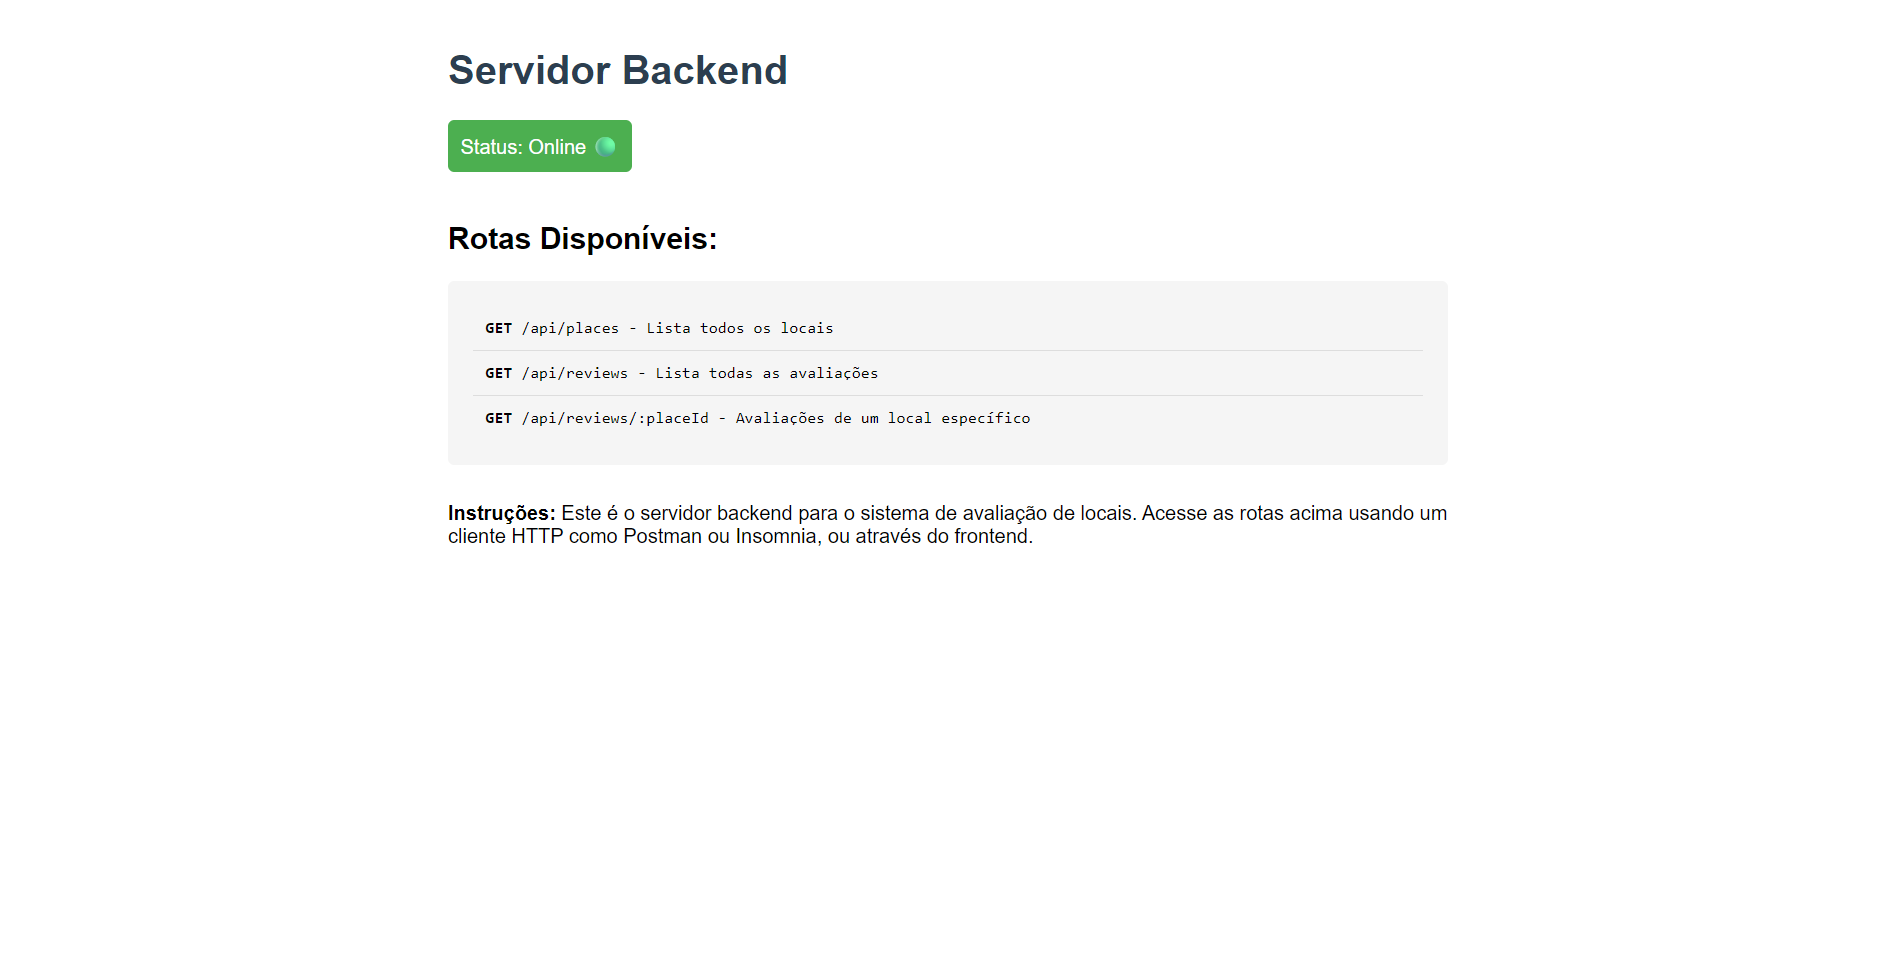 Servidor Backend
Status: Online
Rotas Disponíveis:
GET /api/places - Lista todos os locais
GET /api/reviews - Lista todas as avaliações
GET /api/reviews/:placeId - Avaliações de um local específico
Instruções: Este é o servidor backend para o sistema de avaliação de locais. Acesse as rotas acima usando um
cliente HTTP como Postman ou Insomnia, ou através do frontend.